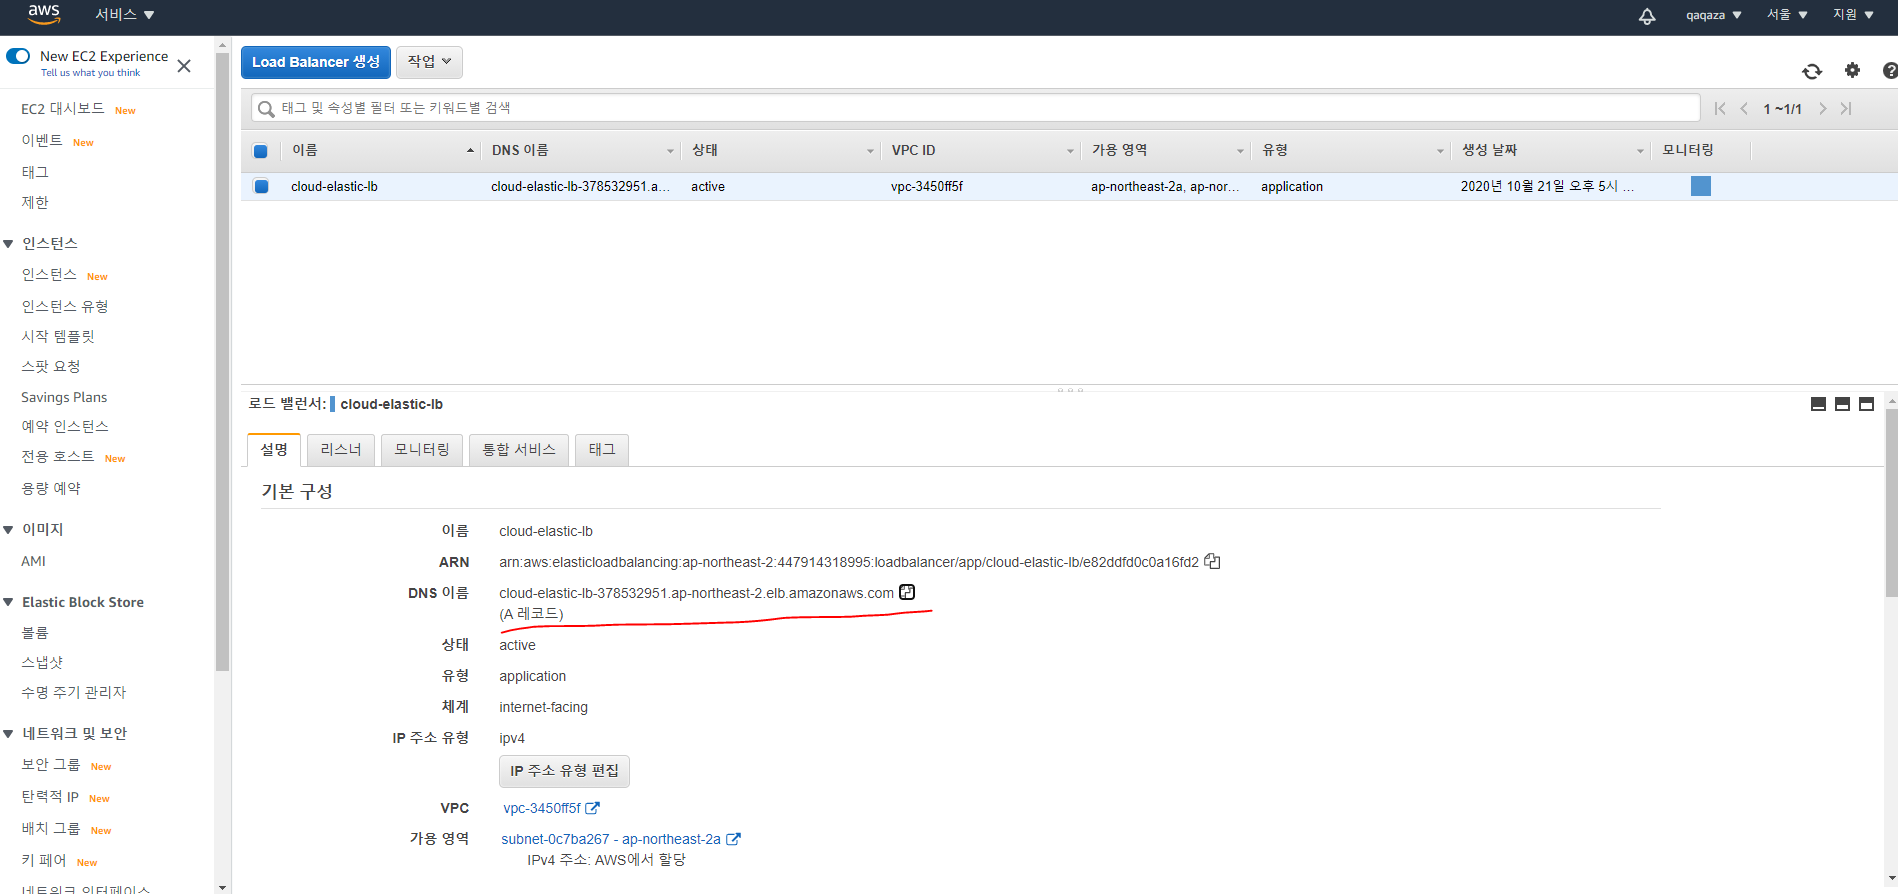 aws 서비스 qaqaza 서울 지원
New EC2 Experience
Tell us what you think
EC2 대시보드 New
이벤트 New
태그
제한
인스턴스
인스턴스 New
인스턴스 유형
시작 템플릿
스팟 요청
Savings Plans
예약 인스턴스
전용 호스트 New
용량 예약
이미지
AMI
Elastic Block Store
볼륨
스냅샷
수명 주기 관리자
네트워크 및 보안
보안 그룹 New
탄력적 IP New
배치 그룹 New
키 페어 New
네트워크 인터페이스
Load Balancer 생성 작업
태그 및 속성별 필터 또는 키워드별 검색 1 ~1/1
이름 DNS 이름 상태 VPC ID 가용 영역 유형 생성 날짜 모니터링
cloud-elastic-lb cloud-elastic-lb-378532951.a... active vpc-3450ff5f ap-northeast-2a, ap-nor... application 2020년 10월 21일 오후 5시 ...
로드 밸런서: cloud-elastic-lb
설명 리스너 모니터링 통합 서비스 태그
기본 구성
이름 cloud-elastic-lb
ARN arn:aws:elasticloadbalancing:ap-northeast-2:447914318995:loadbalancer/app/cloud-elastic-lb/e82ddfd0c0a16fd2
DNS 이름 cloud-elastic-lb-378532951.ap-northeast-2.elb.amazonaws.com
(A 레코드)
상태 active
유형 application
체계 internet-facing
IP 주소 유형 ipv4
IP 주소 유형 편집
VPC vpc-3450ff5f
가용 영역 subnet-0c7ba267 - ap-northeast-2a
IPv4 주소: AWS에서 할당